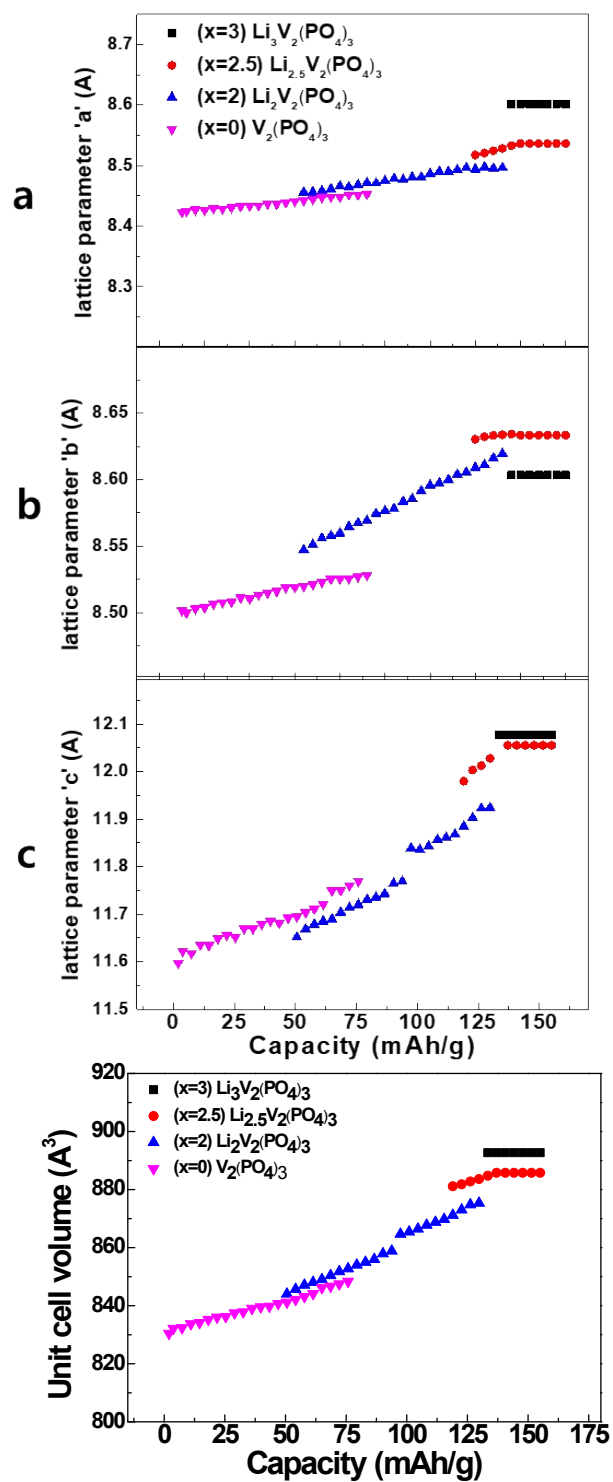 a
lattice parameter 'a' (A)
8.7
8.6
8.5
8.4
8.3
(x=3) Li3V2(PO4)3
(x=2.5) Li2.5V2(PO4)3
(x=2) Li2V2(PO4)3
(x=0) V2(PO4)3
b
lattice parameter 'b' (A)
8.65
8.60
8.55
8.50
c
lattice parameter 'c' (A)
12.1
12.0
11.9
11.8
11.7
11.6
11.5
0 25 50 75 100 125 150
Capacity (mAh/g)
Unit cell volume (A3)
920
900
880
860
840
820
800
(x=3) Li3V2(PO4)3
(x=2.5) Li2.5V2(PO4)3
(x=2) Li2V2(PO4)3
(x=0) V2(PO4)3
0 25 50 75 100 125 150 175
Capacity (mAh/g)